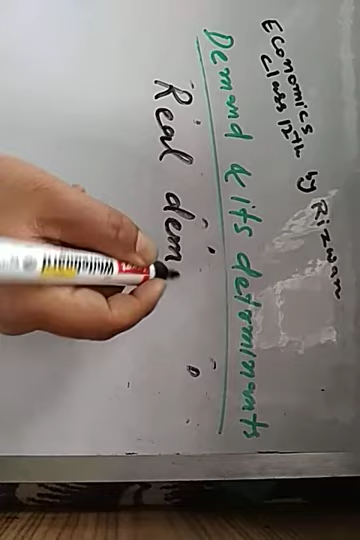 Economics by Rizwan
Class 12th
Demand & its determinants
Real dem